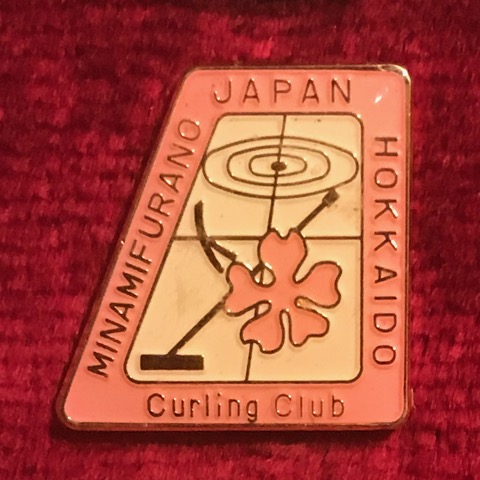 JAPAN
HOKKAIDO
MINAMIFURANO
Curling Club